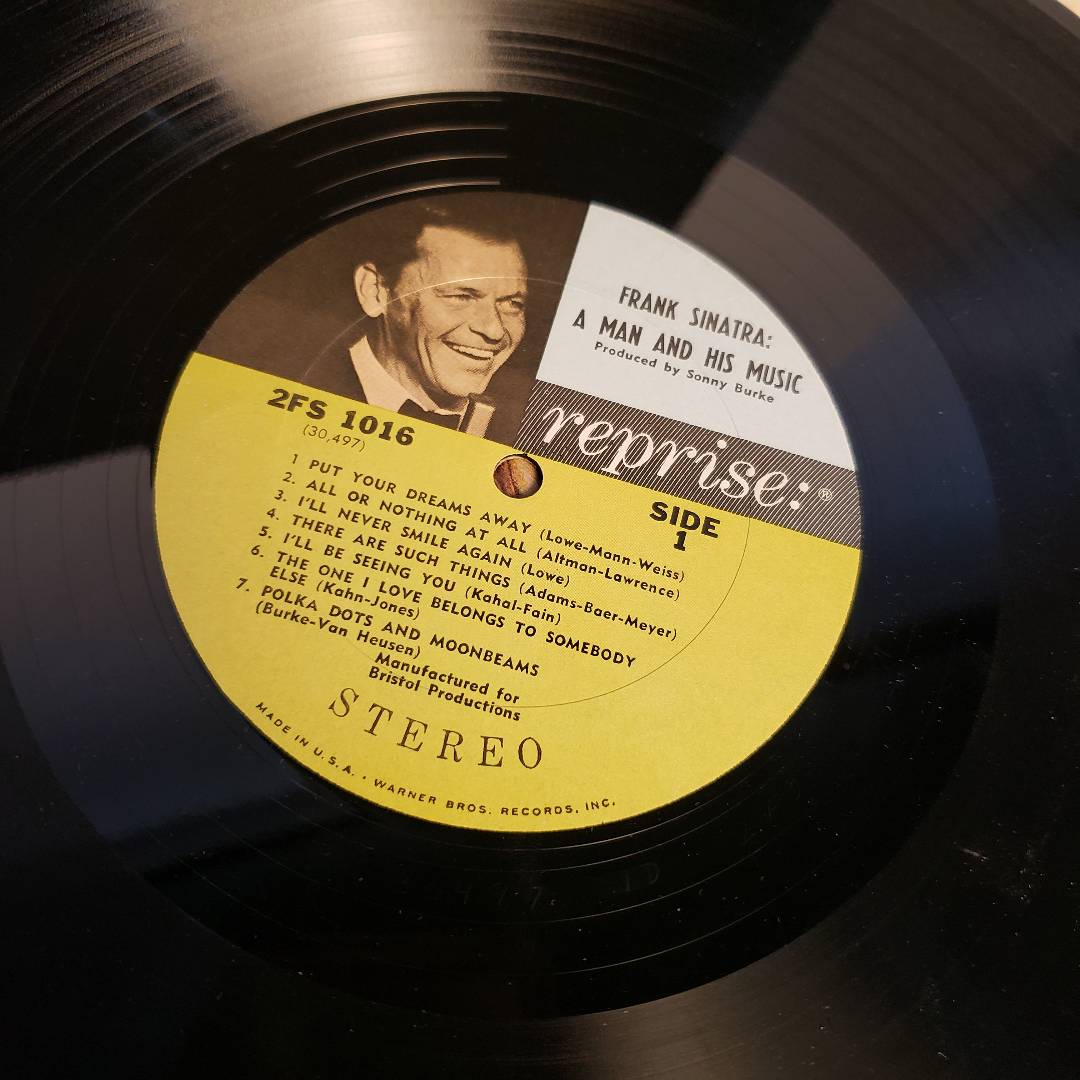 FRANK SINATRA:
A MAN AND HIS MUSIC
Produced by Sonny Burke
reprise:®
2FS 1016
(30,497)
SIDE
1
1 PUT YOUR DREAMS AWAY (Lowe-Mann-Weiss)
2. ALL OR NOTHING AT ALL (Altman-Lawrence)
3. I'LL NEVER SMILE AGAIN (Lowe)
4. THERE ARE SUCH THINGS (Adams-Baer-Meyer)
5. I'LL BE SEEING YOU (Kahal-Fain)
6. THE ONE I LOVE BELONGS TO SOMEBODY
ELSE (Kahn-Jones)
7. POLKA DOTS AND MOONBEAMS
(Burke-Van Heusen)
Manufactured for
Bristol Productions
STEREO
MADE IN U.S.A. • WARNER BROS. RECORDS, INC.